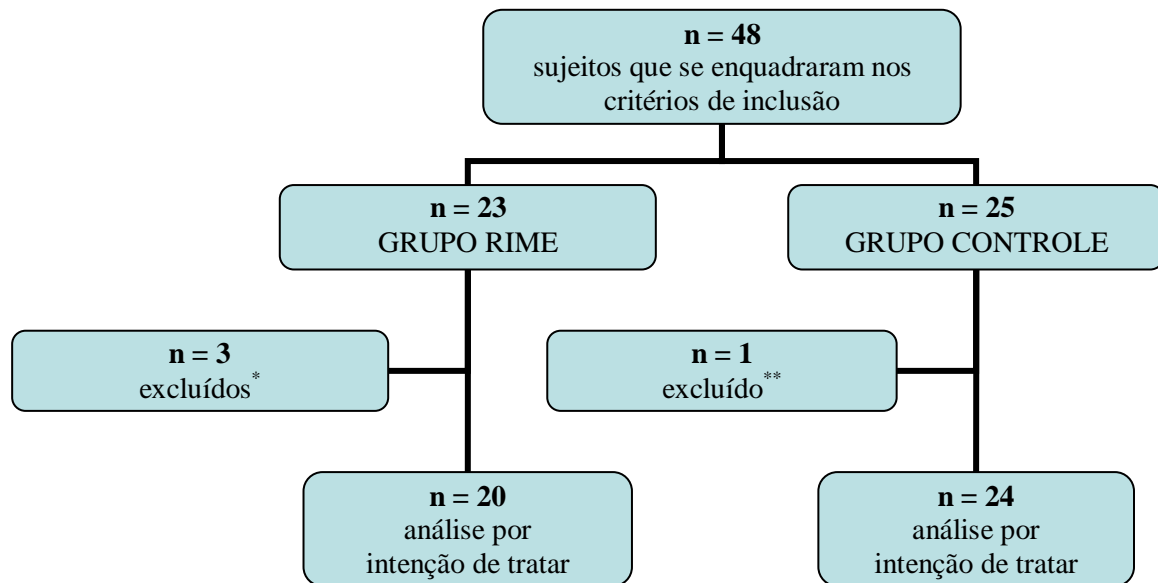 n = 48
sujeitos que se enquadraram nos
critérios de inclusão
n = 23
GRUPO RIME
n = 25
GRUPO CONTROLE
n = 3
excluídos*
n = 1
excluído**
n = 20
análise por
intenção de tratar
n = 24
análise por
intenção de tratar